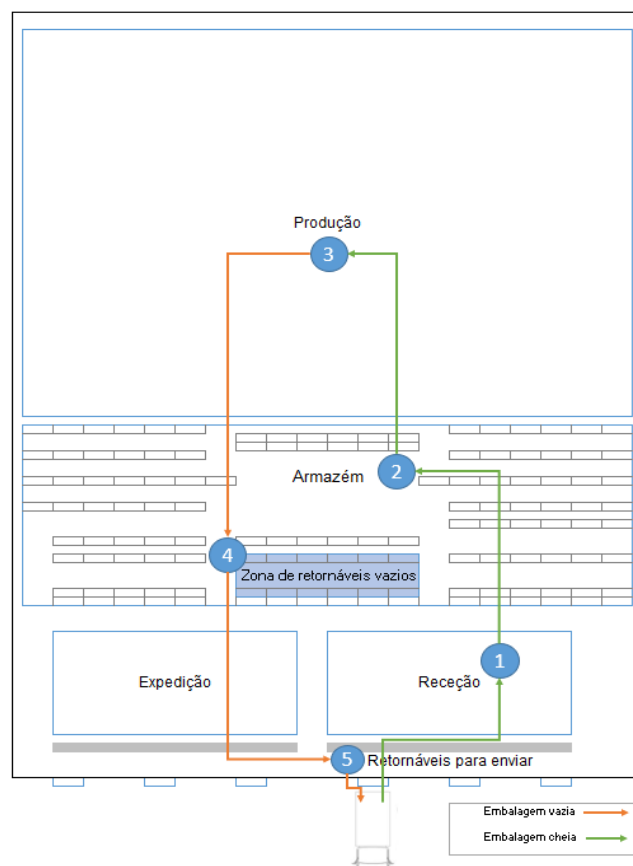 Produção
3
2
Armazém
4
Zona de retornáveis vazios
1
Expedição
Receção
5
Retornáveis para enviar
Embalagem vazia
Embalagem cheia